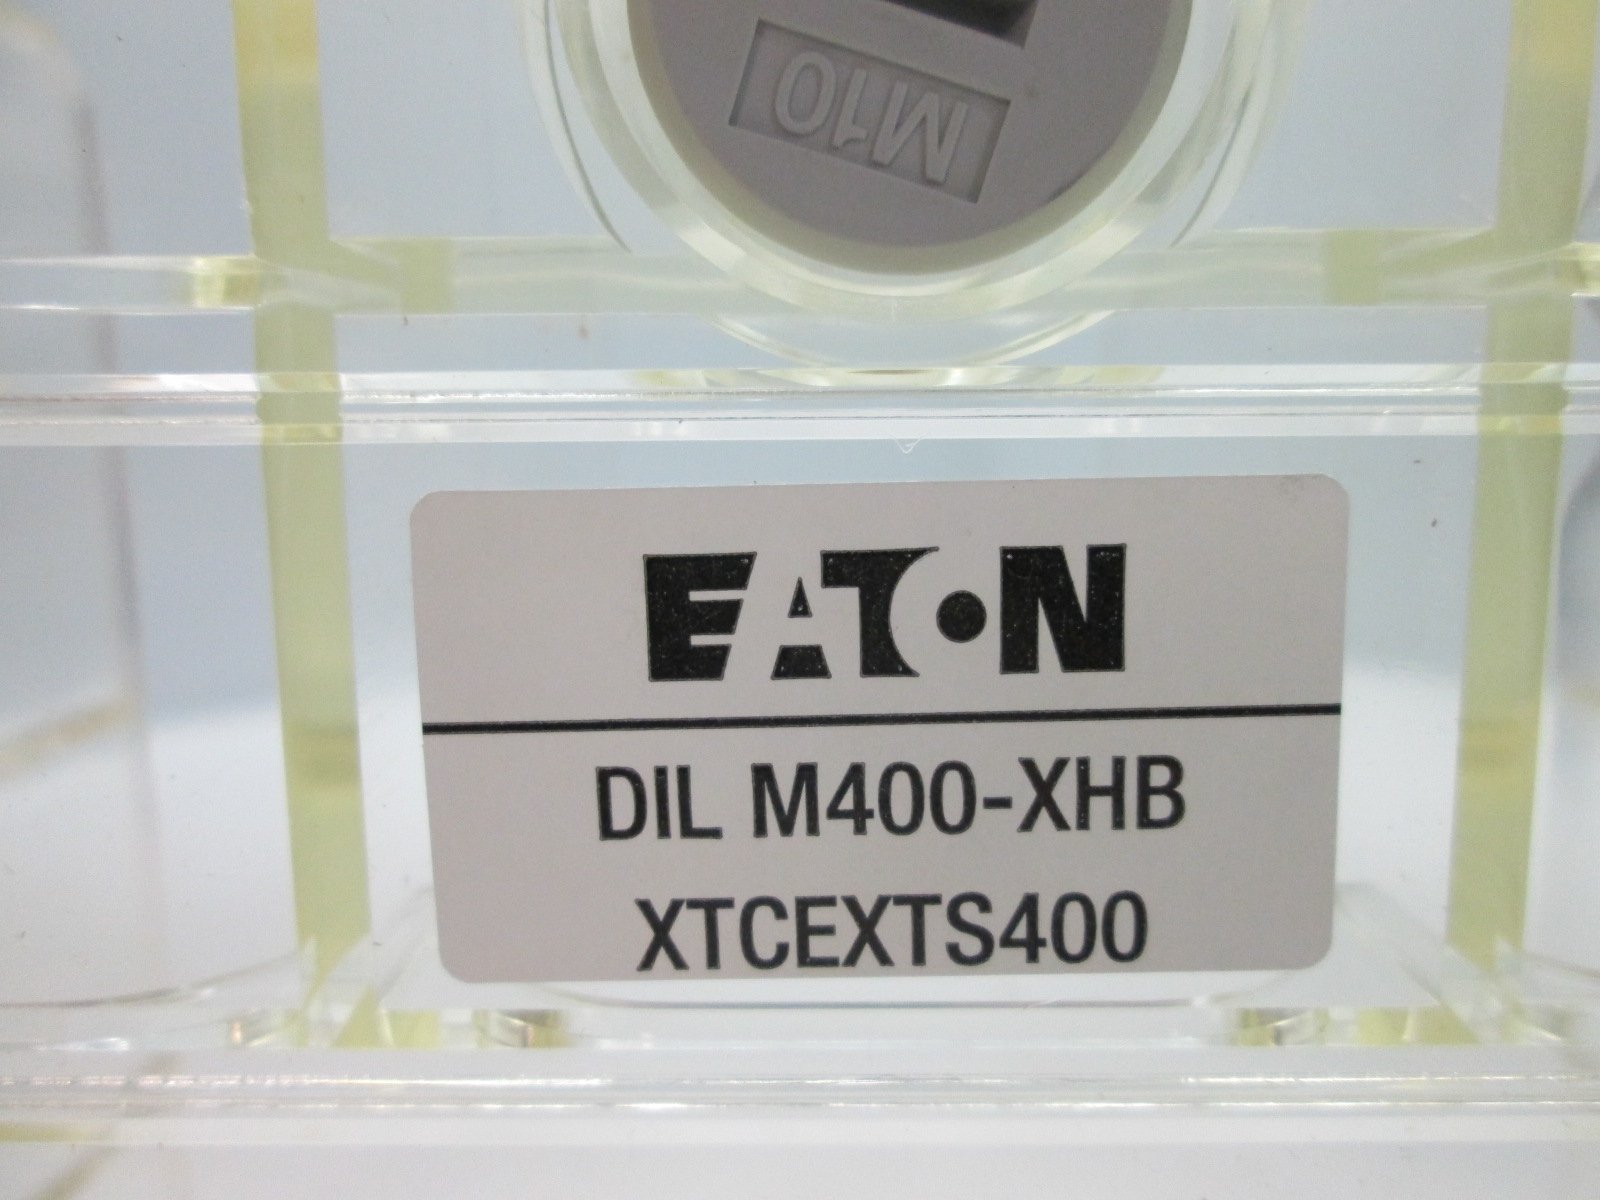 M10
EATON
DIL M400-XHB
XTCEXTS400